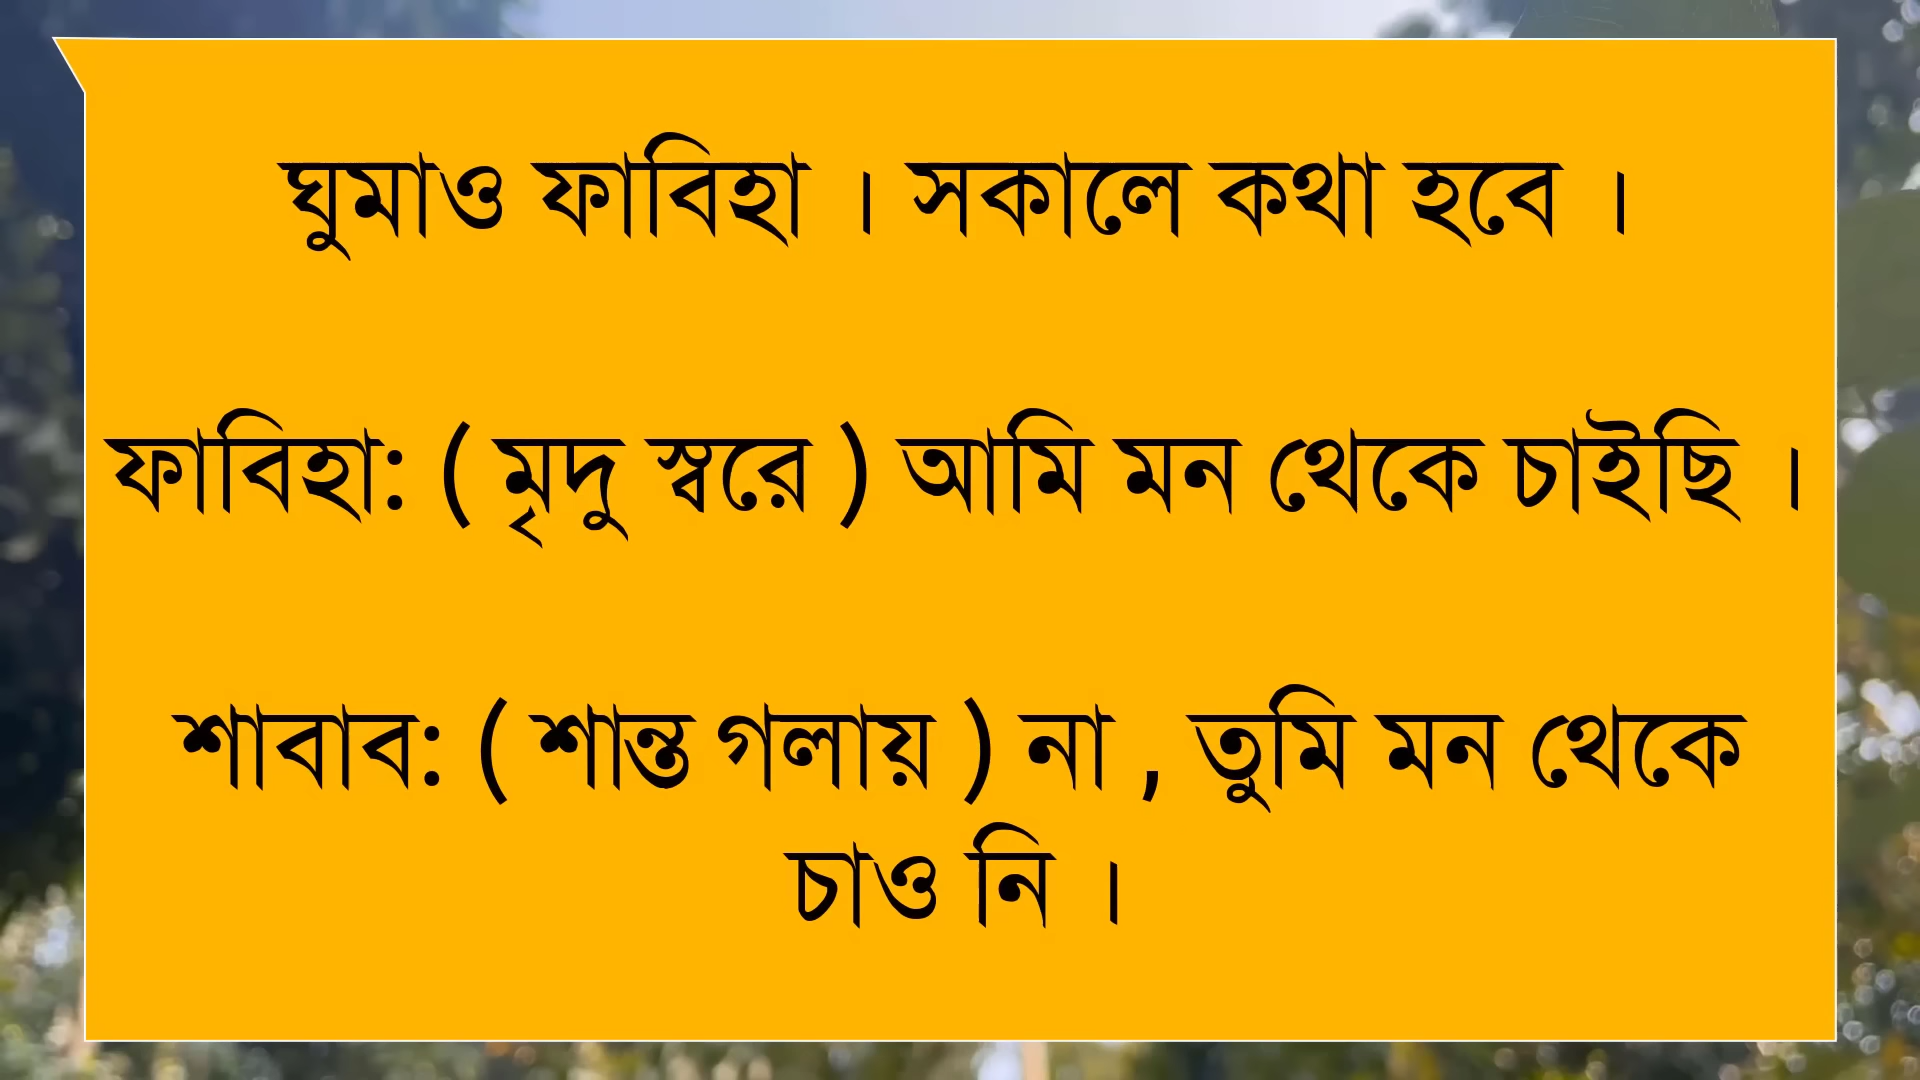 ঘুমাও ফাবিহা । সকালে কথা হবে ।
ফাবিহা: ( মৃদু স্বরে ) আমি মন থেকে চাইছি ।
শাবাব: ( শান্ত গলায় ) না , তুমি মন থেকে
চাও নি ।